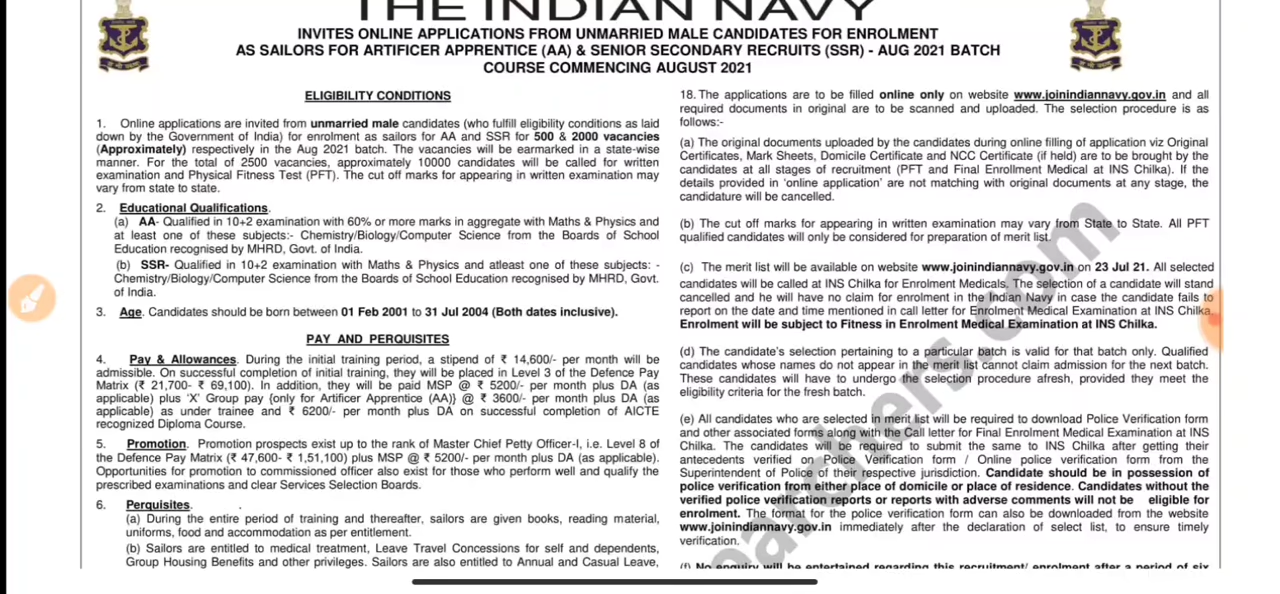 THE INDIAN NAVY
INVITES ONLINE APPLICATIONS FROM UNMARRIED MALE CANDIDATES FOR ENROLMENT
AS SAILORS FOR ARTIFICER APPRENTICE (AA) & SENIOR SECONDARY RECRUITS (SSR) - AUG 2021 BATCH
COURSE COMMENCING AUGUST 2021
ELIGIBILITY CONDITIONS
1. Online applications are invited from unmarried male candidates (who fulfill eligibility conditions as laid
down by the Government of India) for enrolment as sailors for AA and SSR for 500 & 2000 vacancies
(Approximately) respectively in the Aug 2021 batch. The vacancies will be earmarked in a state-wise
manner. For the total of 2500 vacancies, approximately 10000 candidates will be called for written
examination and Physical Fitness Test (PFT). The cut off marks for appearing in written examination may
vary from state to state.
2. Educational Qualifications.
(a) AA- Qualified in 10+2 examination with 60% or more marks in aggregate with Maths & Physics and
at least one of these subjects:- Chemistry/Biology/Computer Science from the Boards of School
Education recognised by MHRD, Govt. of India.
(b) SSR- Qualified in 10+2 examination with Maths & Physics and atleast one of these subjects: -
Chemistry/Biology/Computer Science from the Boards of School Education recognised by MHRD, Govt.
of India.
3. Age. Candidates should be born between 01 Feb 2001 to 31 Jul 2004 (Both dates inclusive).
PAY AND PERQUISITES
4. Pay & Allowances. During the initial training period, a stipend of ₹ 14,600/- per month will be
admissible. On successful completion of initial training, they will be placed in Level 3 of the Defence Pay
Matrix (₹ 21,700- ₹ 69,100). In addition, they will be paid MSP @ ₹ 5200/- per month plus DA (as
applicable) plus 'X' Group pay {only for Artificer Apprentice (AA)} @ ₹ 3600/- per month plus DA (as
applicable) as under trainee and ₹ 6200/- per month plus DA on successful completion of AICTE
recognized Diploma Course.
5. Promotion. Promotion prospects exist up to the rank of Master Chief Petty Officer-I, i.e. Level 8 of
the Defence Pay Matrix (₹ 47,600- ₹ 1,51,100) plus MSP @ ₹ 5200/- per month plus DA (as applicable).
Opportunities for promotion to commissioned officer also exist for those who perform well and qualify the
prescribed examinations and clear Services Selection Boards.
6. Perquisites.
(a) During the entire period of training and thereafter, sailors are given books, reading material,
uniforms, food and accommodation as per entitlement.
(b) Sailors are entitled to medical treatment, Leave Travel Concessions for self and dependents,
Group Housing Benefits and other privileges. Sailors are also entitled to Annual and Casual Leave,
18. The applications are to be filled online only on website www.joinindiannavy.gov.in and all
required documents in original are to be scanned and uploaded. The selection procedure is as
follows:-
(a) The original documents uploaded by the candidates during online filling of application viz Original
Certificates, Mark Sheets, Domicile Certificate and NCC Certificate (if held) are to be brought by the
candidates at all stages of recruitment (PFT and Final Enrollment Medical at INS Chilka). If the
details provided in 'online application' are not matching with original documents at any stage, the
candidature will be cancelled.
(b) The cut off marks for appearing in written examination may vary from State to State. All PFT
qualified candidates will only be considered for preparation of merit list.
(c) The merit list will be available on website www.joinindiannavy.gov.in on 23 Jul 21. All selected
candidates will be called at INS Chilka for Enrolment Medicals. The selection of a candidate will stand
cancelled and he will have no claim for enrolment in the Indian Navy in case the candidate fails to
report on the date and time mentioned in call letter for Enrolment Medical Examination at INS Chilka.
Enrolment will be subject to Fitness in Enrolment Medical Examination at INS Chilka.
(d) The candidate's selection pertaining to a particular batch is valid for that batch only. Qualified
candidates whose names do not appear in the merit list cannot claim admission for the next batch.
These candidates will have to undergo the selection procedure afresh, provided they meet the
eligibility criteria for the fresh batch.
(e) All candidates who are selected in merit list will be required to download Police Verification form
and other associated forms along with the Call letter for Final Enrolment Medical Examination at INS
Chilka. The candidates will be required to submit the same to INS Chilka after getting their
antecedents verified on Police Verification form / Online police verification form from the
Superintendent of Police of their respective jurisdiction. Candidate should be in possession of
police verification from either place of domicile or place of residence. Candidates without the
verified police verification reports or reports with adverse comments will not be eligible for
enrolment. The format for the police verification form can also be downloaded from the website
www.joinindiannavy.gov.in immediately after the declaration of select list, to ensure timely
verification.
(f) No enquiry will be entertained regarding this recruitment/ enrolment after a period of six
earchers.com